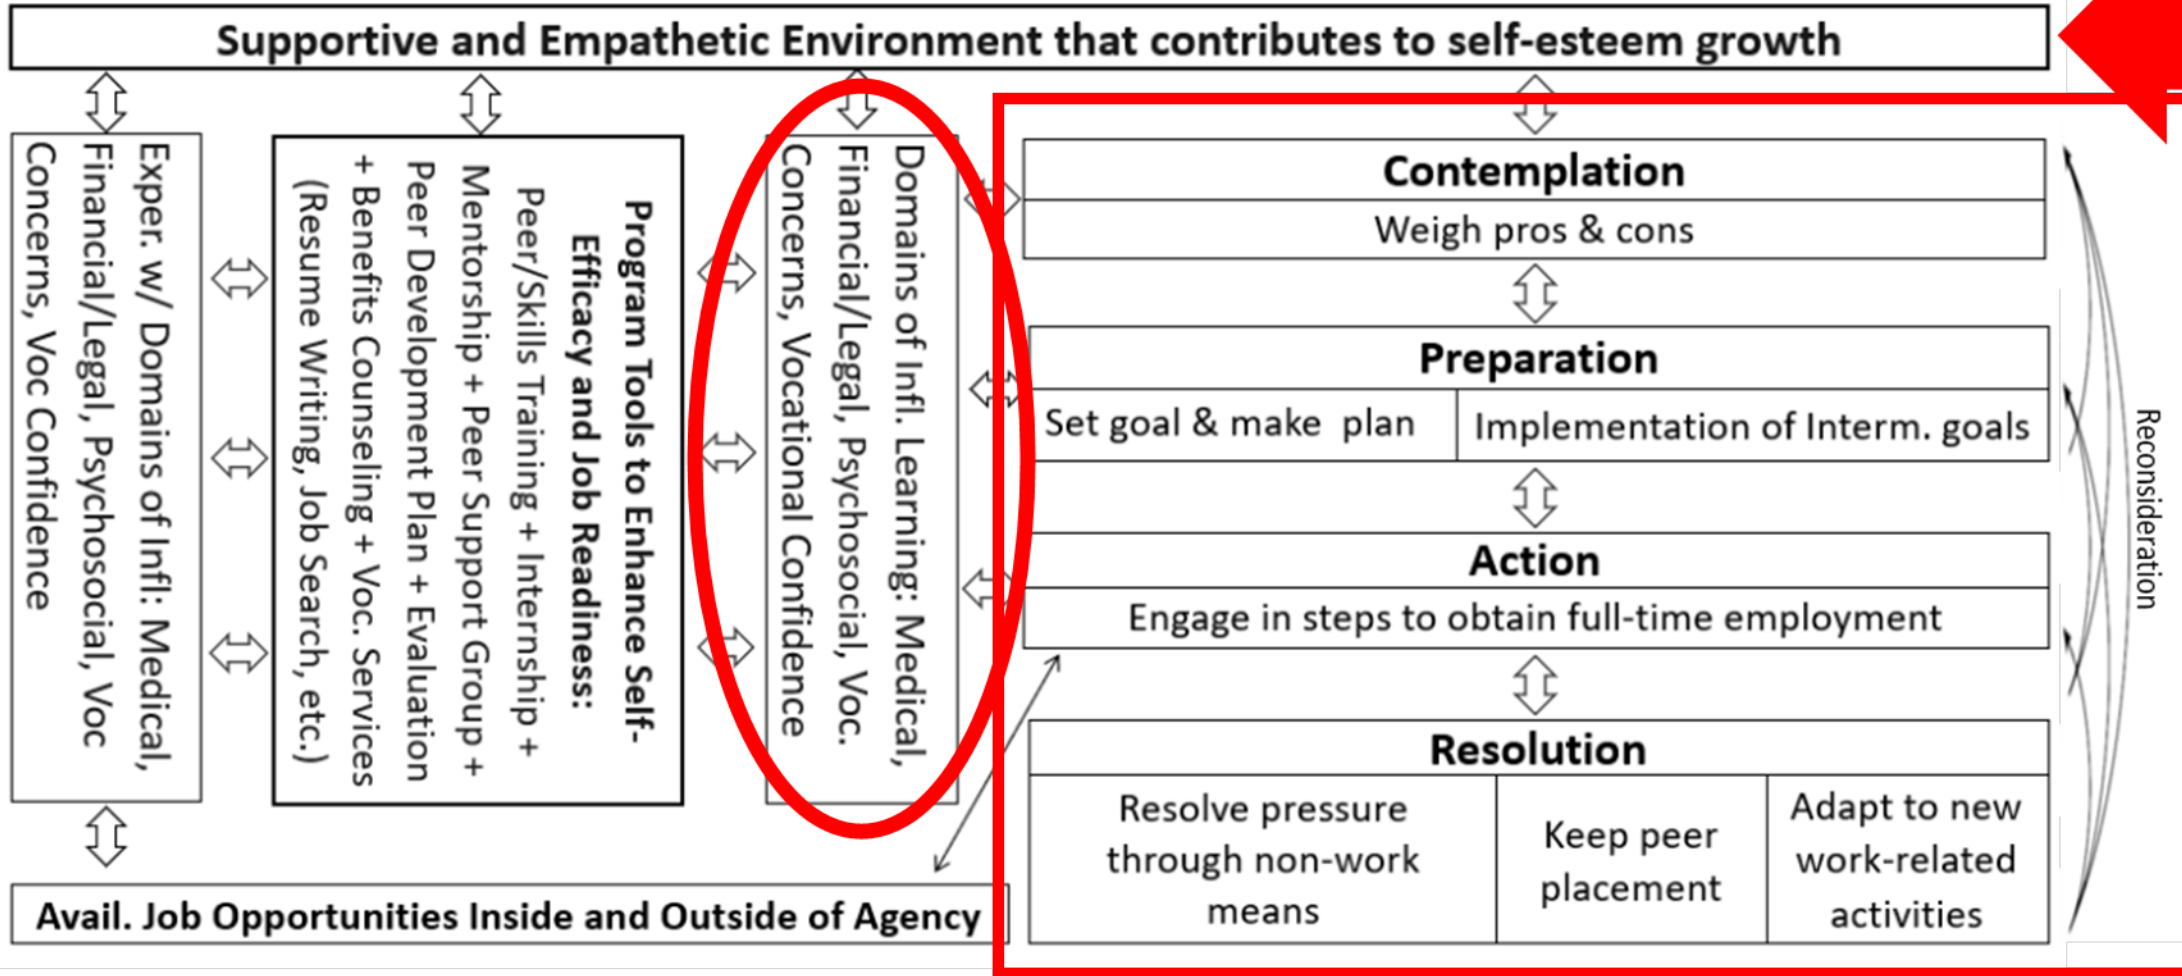 Supportive and Empathetic Environment that contributes to self-esteem growth
Exper. w/ Domains of Infl: Medical,
Financial/Legal, Psychosocial, Voc
Concerns, Voc Confidence
Program Tools to Enhance Self-
Efficacy and Job Readiness:
Peer/Skills Training + Internship +
Mentorship + Peer Support Group +
Peer Development Plan + Evaluation
+ Benefits Counseling + Voc. Services
(Resume Writing, Job Search, etc.)
Domains of Infl. Learning: Medical,
Financial/Legal, Psychosocial, Voc.
Concerns, Vocational Confidence
Contemplation
Weigh pros & cons
Preparation
Set goal & make plan
Implementation of Interm. goals
Action
Engage in steps to obtain full-time employment
Resolution
Resolve pressure
through non-work
means
Keep peer
placement
Adapt to new
work-related
activities
Reconsideration
Avail. Job Opportunities Inside and Outside of Agency